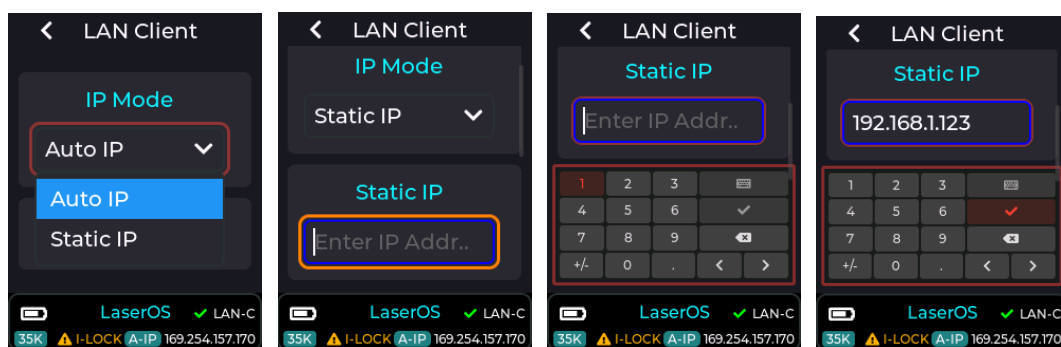 LAN Client
IP Mode
Auto IP
Auto IP
Static IP
LaserOS LAN-C
35K I-LOCK A-IP 169.254.157.170
LAN Client
IP Mode
Static IP
Static IP
Enter IP Addr..
LaserOS LAN-C
35K I-LOCK A-IP 169.254.157.170
LAN Client
Static IP
Enter IP Addr..
1 2 3
4 5 6
7 8 9
+/- 0 . < >
LaserOS LAN-C
35K I-LOCK A-IP 169.254.157.170
LAN Client
Static IP
192.168.1.123
1 2 3
4 5 6
7 8 9
+/- 0 . < >
LaserOS LAN-C
35K I-LOCK A-IP 169.254.157.170